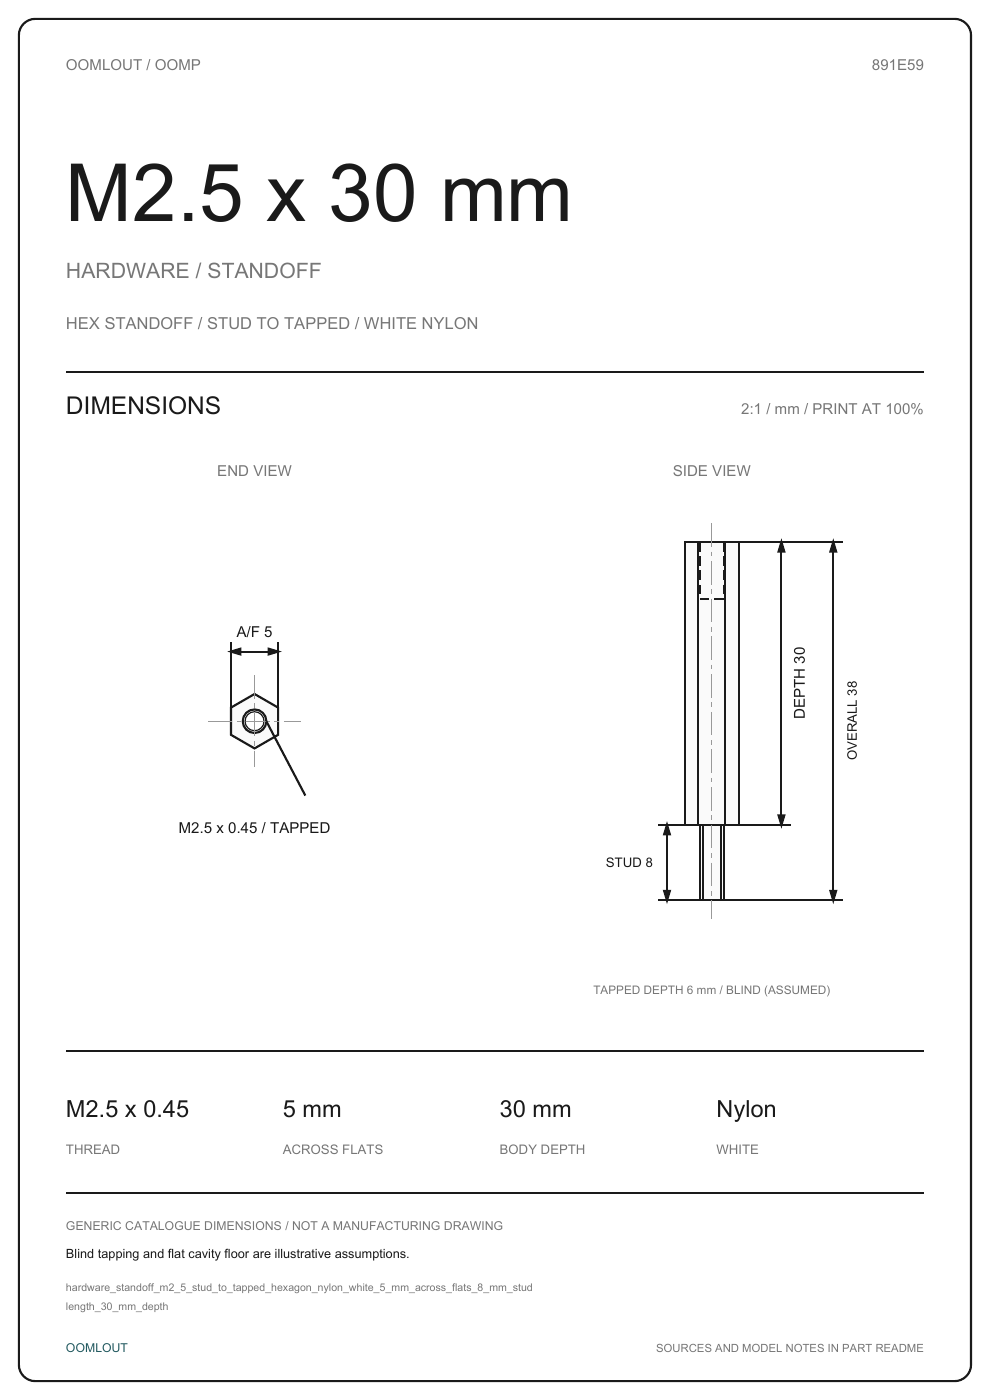 OOMLOUT / OOMP
891E59
M2.5 x 30 mm
HARDWARE / STANDOFF
HEX STANDOFF / STUD TO TAPPED / WHITE NYLON
DIMENSIONS
2:1 / mm / PRINT AT 100%
END VIEW
SIDE VIEW
A/F 5
M2.5 x 0.45 / TAPPED
DEPTH 30
OVERALL 38
STUD 8
TAPPED DEPTH 6 mm / BLIND (ASSUMED)
M2.5 x 0.45
5 mm
30 mm
Nylon
THREAD
ACROSS FLATS
BODY DEPTH
WHITE
GENERIC CATALOGUE DIMENSIONS / NOT A MANUFACTURING DRAWING
Blind tapping and flat cavity floor are illustrative assumptions.
hardware_standoff_m2_5_stud_to_tapped_hexagon_nylon_white_5_mm_across_flats_8_mm_stud
length_30_mm_depth
OOMLOUT
SOURCES AND MODEL NOTES IN PART README